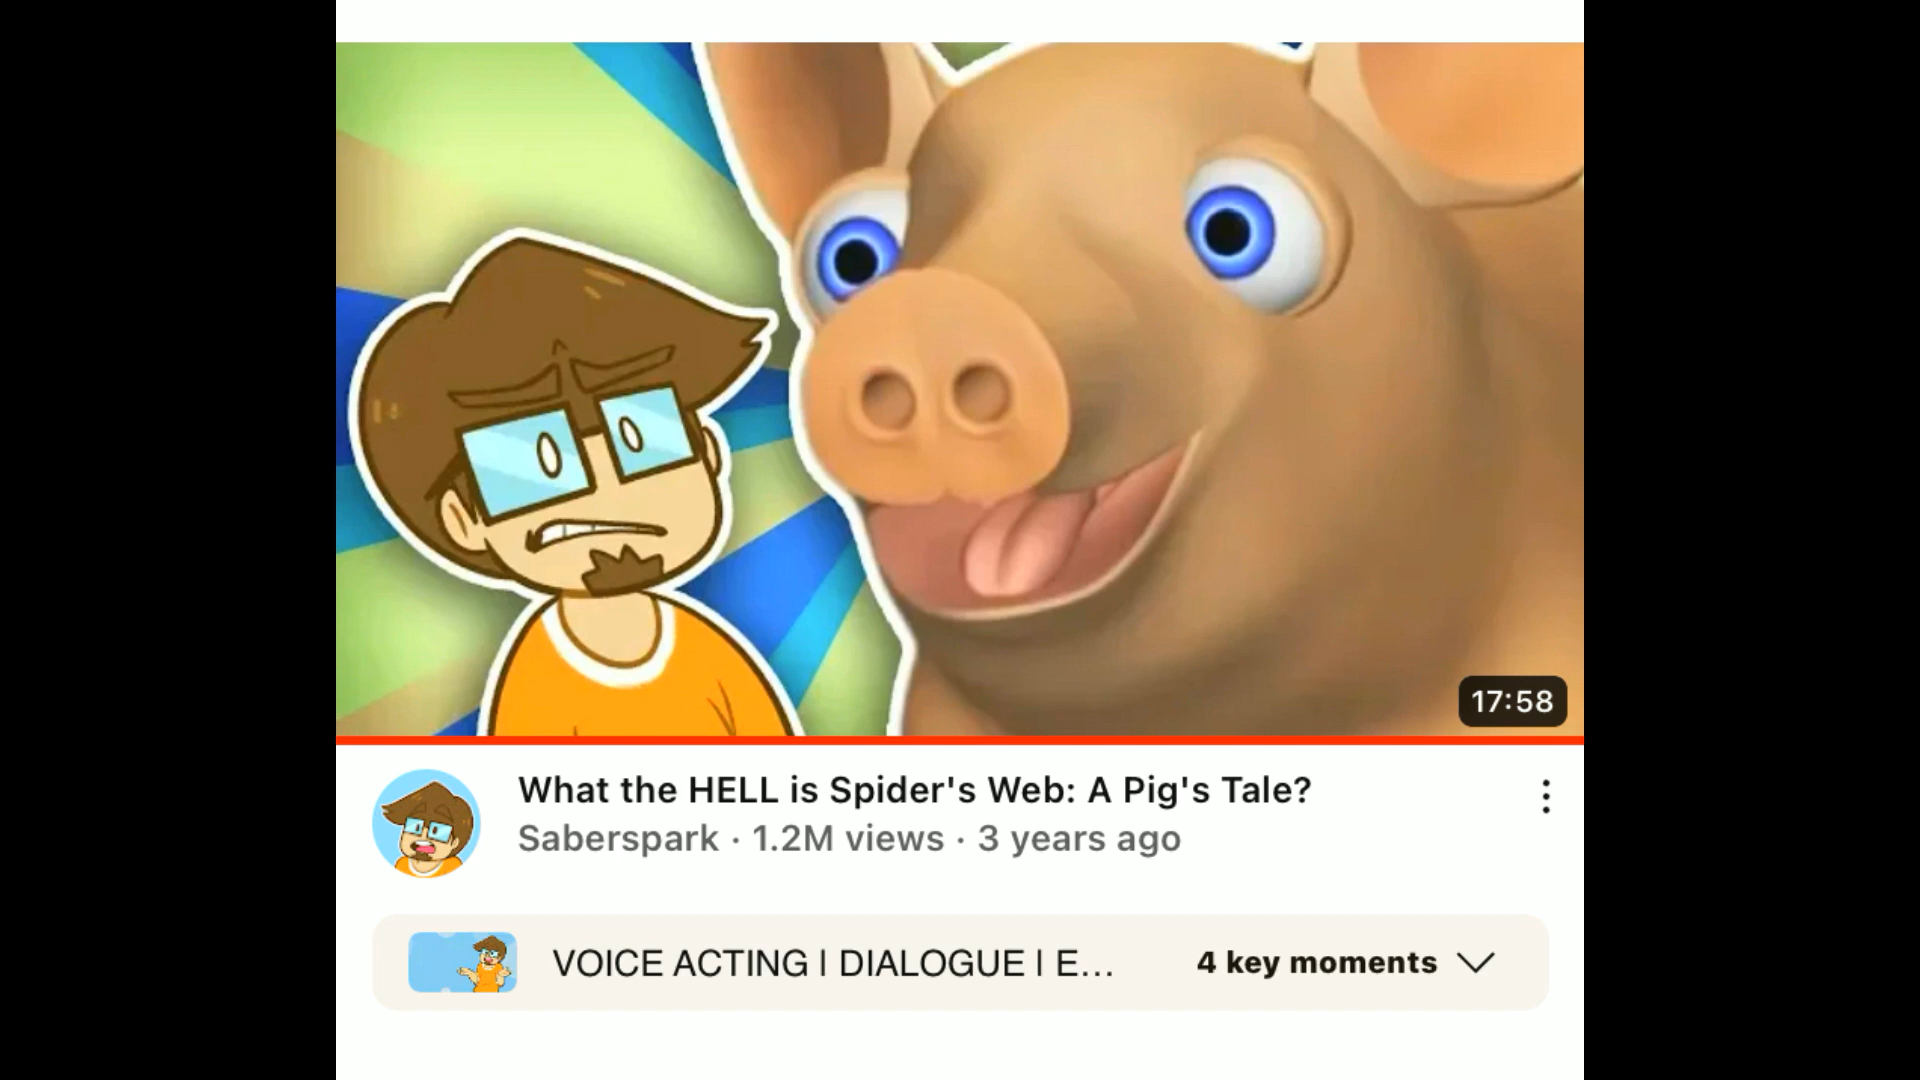 17:58
What the HELL is Spider's Web: A Pig's Tale?
Saberspark · 1.2M views · 3 years ago
VOICE ACTING | DIALOGUE | E... 4 key moments